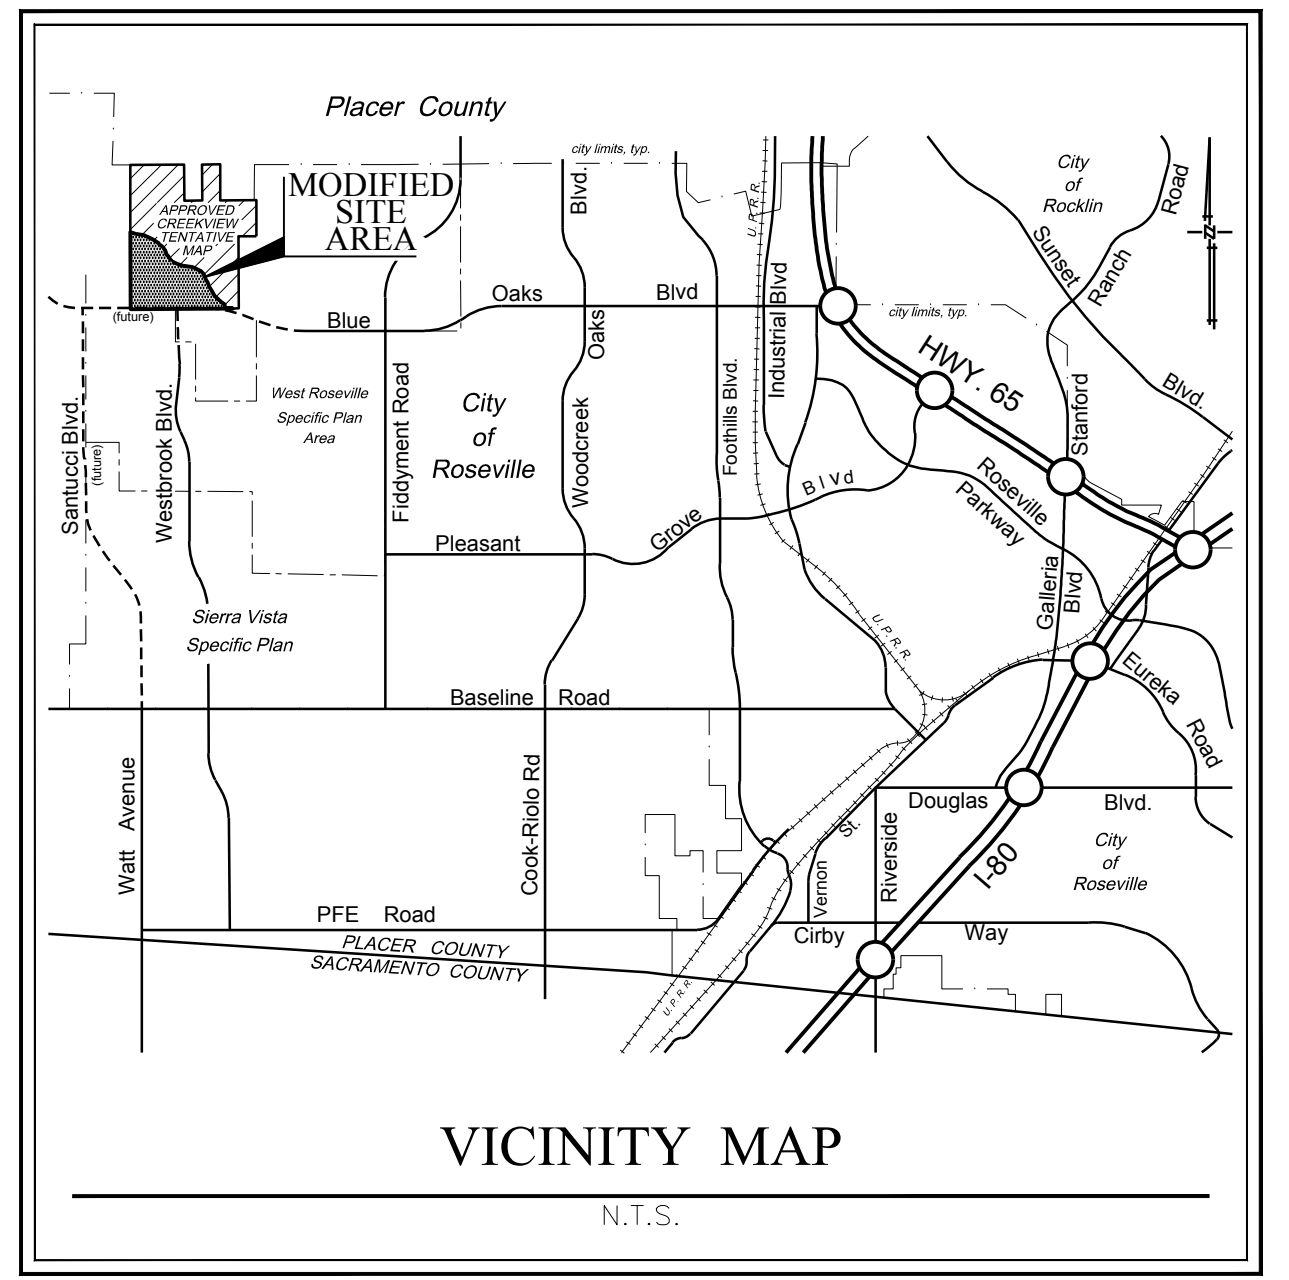 Placer County
city limits, typ.
MODIFIED
SITE
AREA
APPROVED
CREEKVIEW
TENTATIVE
MAP
City
of
Rocklin
Road
Ranch
Sunset
Blvd.
Stanford
N
U.P.R.R.
Industrial Blvd
Blvd.
Oaks
Woodcreek
Blue
Oaks
Blvd
(future)
city limits, typ.
HWY. 65
West Roseville
Specific Plan
Area
City
of
Roseville
Santucci Blvd.
(future)
Westbrook Blvd.
Fiddyment Road
Foothills Blvd.
Pleasant
Grove
Blvd
Roseville
Parkway
Galleria
Blvd
U.P.R.R.
Sierra Vista
Specific Plan
Eureka
Road
Baseline Road
Watt Avenue
Cook-Riolo Rd
Douglas
Blvd.
St.
Vernon
Riverside
I-80
City
of
Roseville
PFE Road
Cirby
Way
PLACER COUNTY
SACRAMENTO COUNTY
U.P.R.R.
VICINITY MAP
N.T.S.